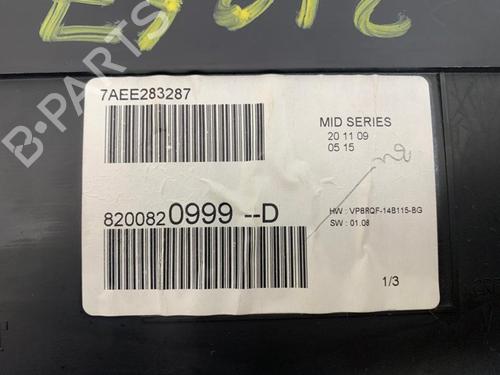 B-PARTS
7AEE283287
MID SERIES
20 11 09
05 15
8200820999 --D
HW : VP8RQF-14B115-BG
SW : 01.08
1/3